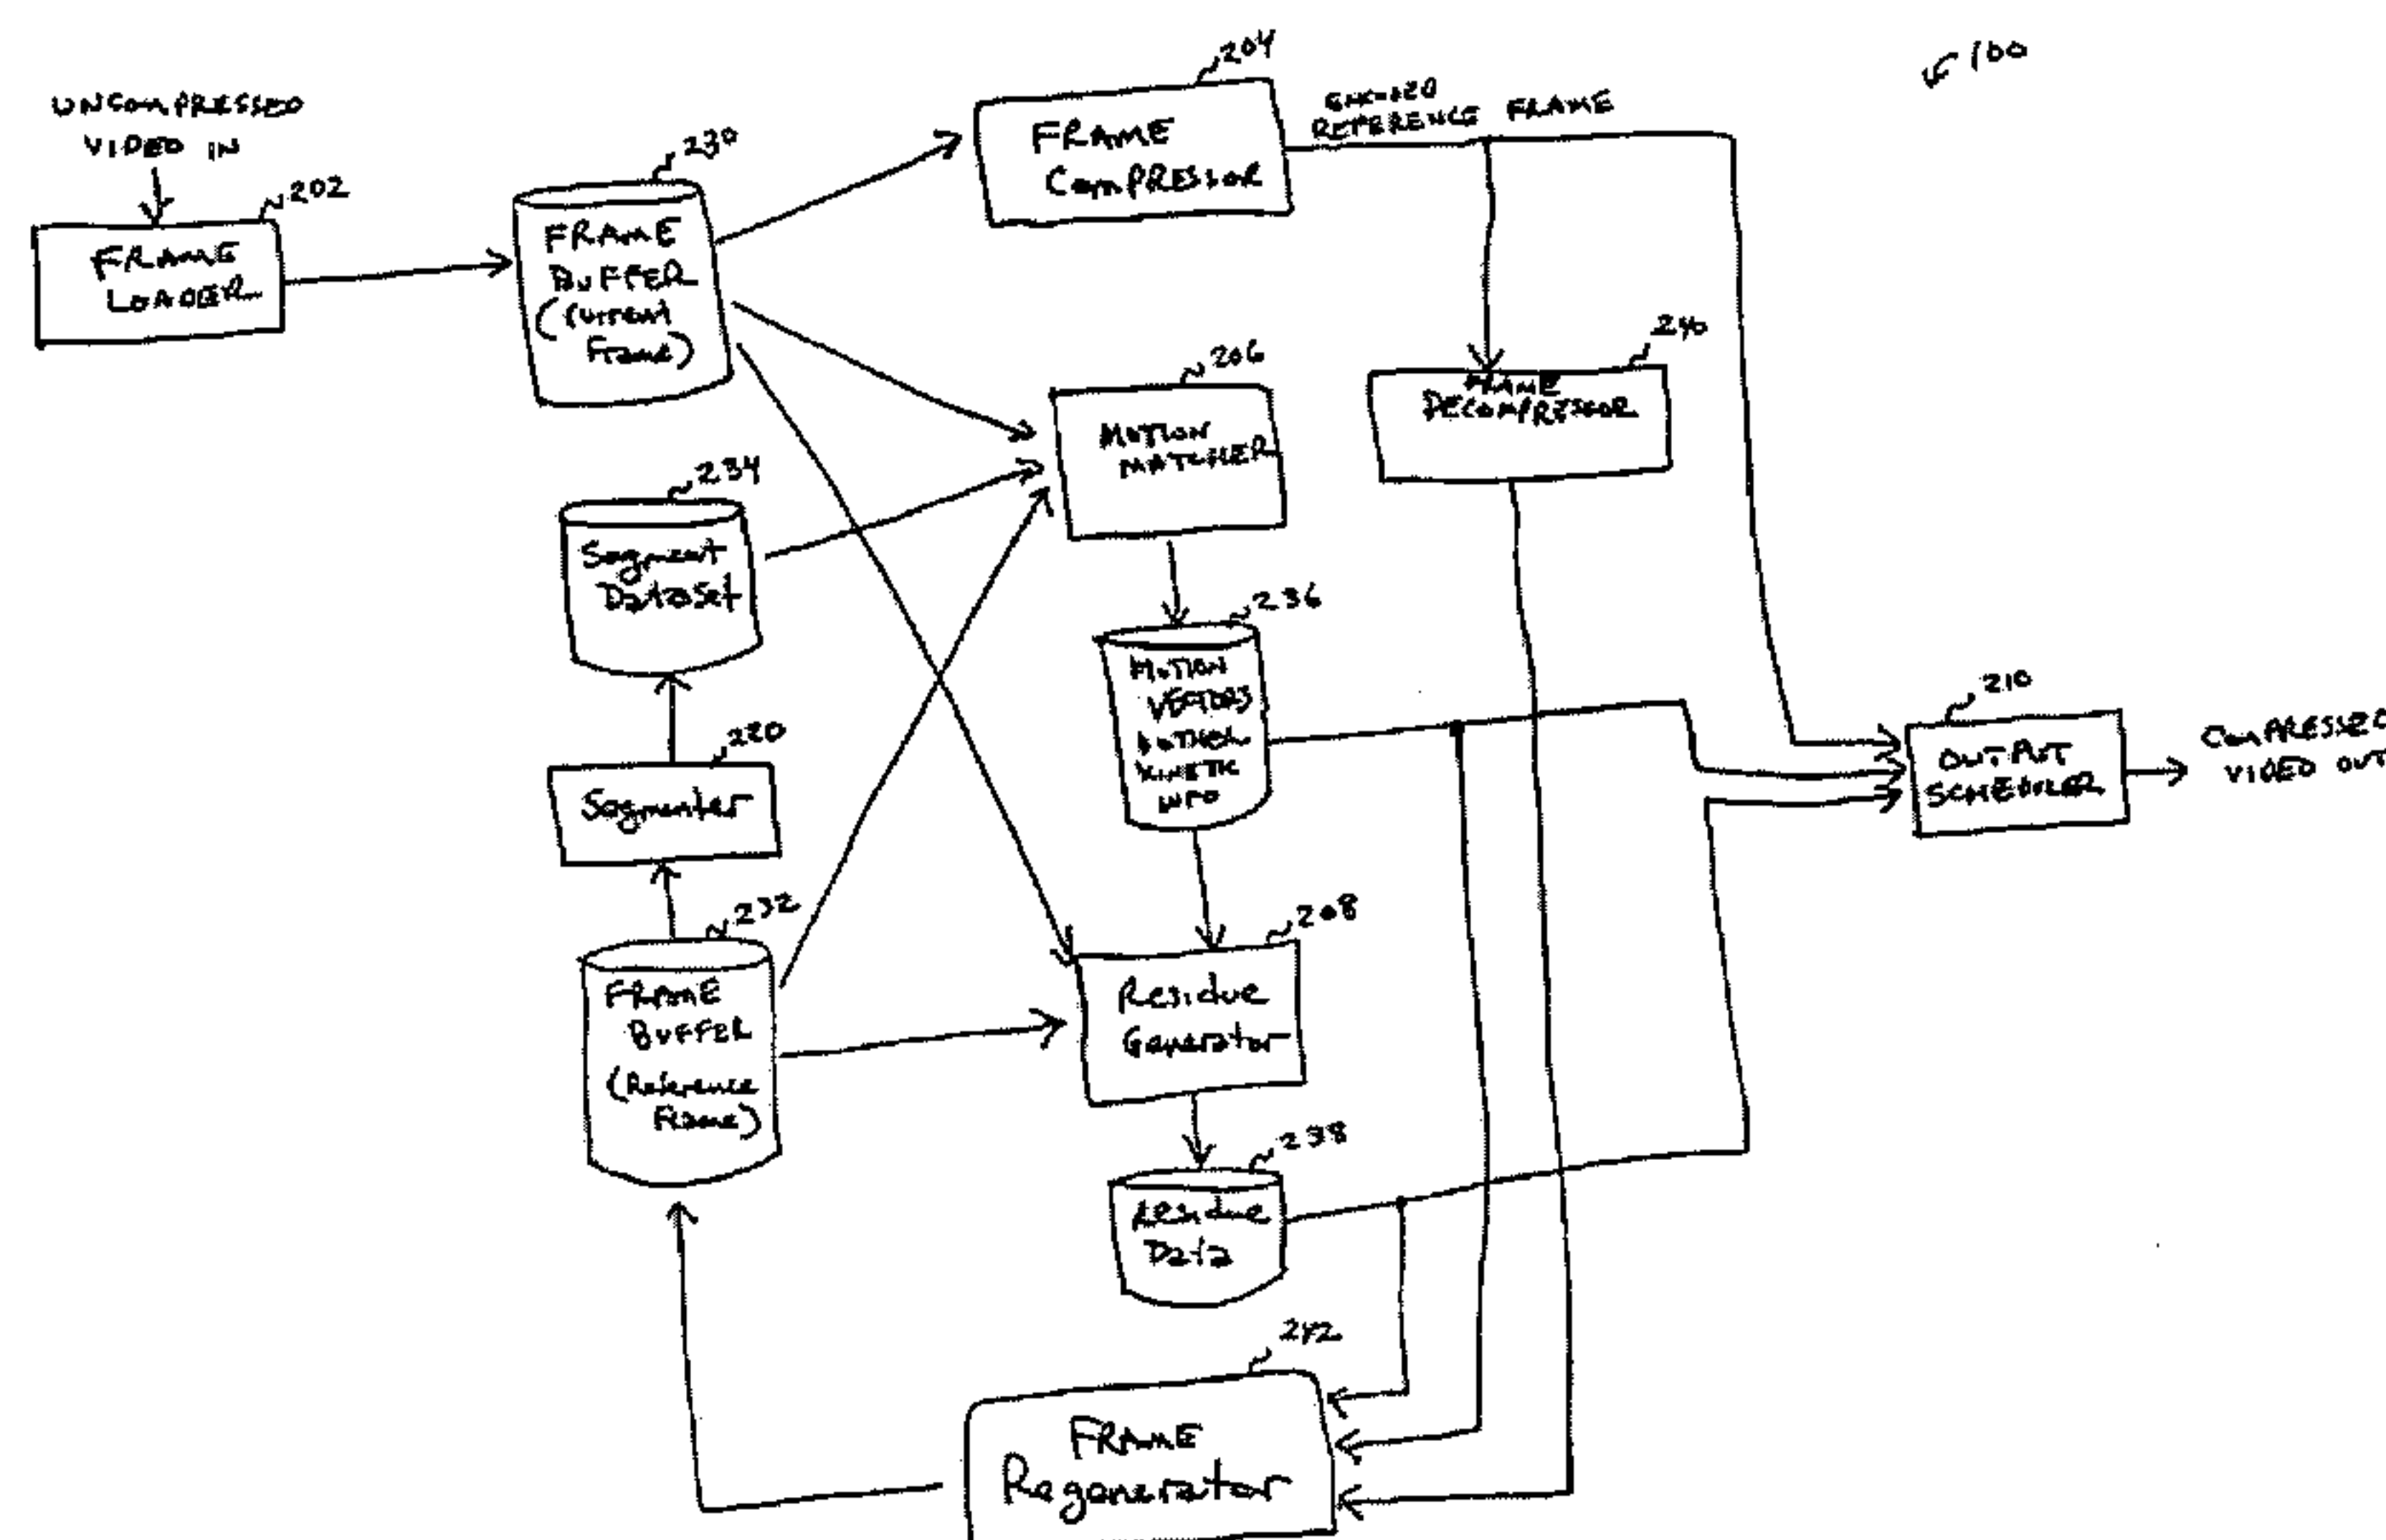 UNCOMPRESSED
VIDEO IN
202
FRAME
LOADER
230
FRAME
BUFFER
(Current
Frame)
204
FRAME
COMPRESSOR
REFERENCE FRAME
100
240
FRAME
DECOMPRESSOR
206
MOTION
MATCHER
234
Segment
Dataset
220
Segmenter
232
FRAME
BUFFER
(Reference
Frame)
236
MOTION
VECTORS
KINETIC
INFO
208
Residue
Generator
238
Residue
Data
210
OUTPUT
SCHEDULER
COMPRESSED
VIDEO OUT
242
FRAME
Regenerator